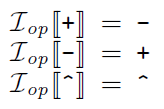 𝓘op⟦+⟧ = -
𝓘op⟦-⟧ = +
𝓘op⟦^⟧ = ^